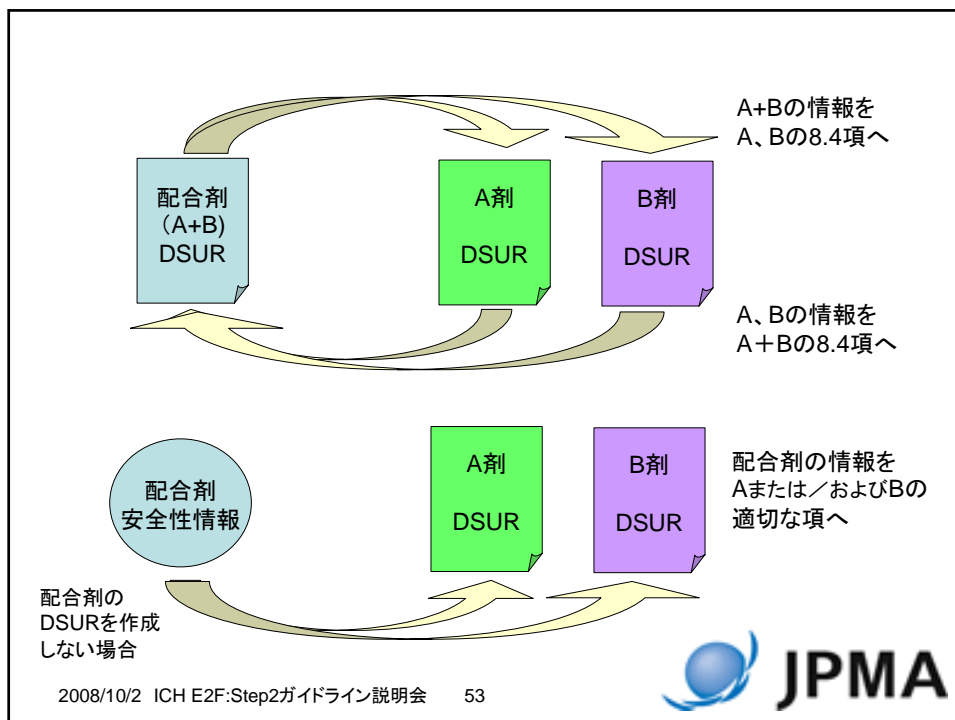 A+Bの情報を
A、Bの8.4項へ
配合剤
（A+B)
DSUR
A剤
DSUR
B剤
DSUR
A、Bの情報を
A＋Bの8.4項へ
配合剤
安全性情報
A剤
DSUR
B剤
DSUR
配合剤の情報を
Aまたは／およびBの
適切な項へ
配合剤の
DSURを作成
しない場合
2008/10/2 ICH E2F:Step2ガイドライン説明会 53
JPMA